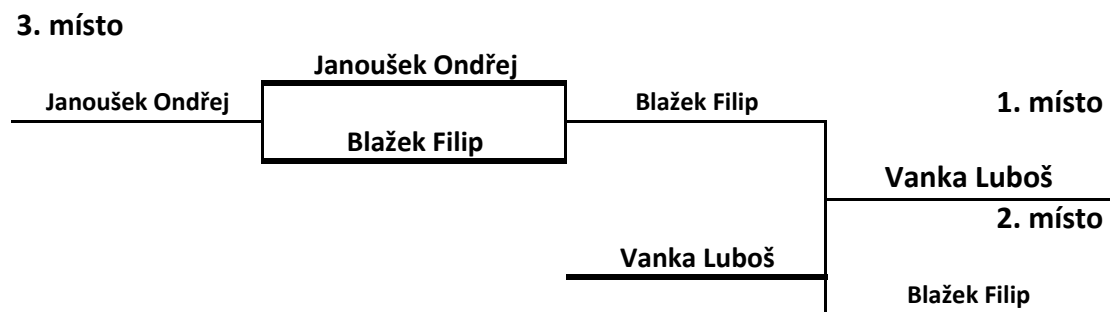 3. místo
Janoušek Ondřej
Janoušek Ondřej
Blažek Filip
1. místo
Blažek Filip
Vanka Luboš
2. místo
Vanka Luboš
Blažek Filip